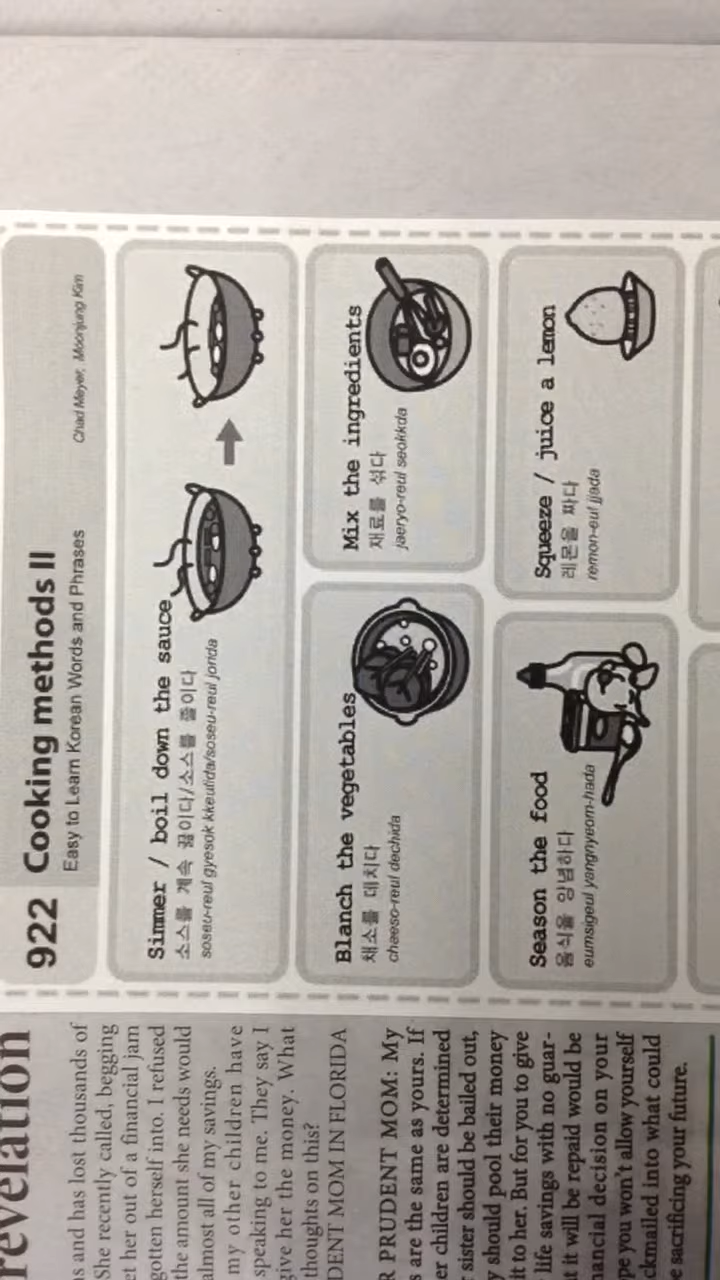 revelation
s and has lost thousands of
She recently called, begging
et her out of a financial jam
gotten herself into. I refused
the amount she needs would
almost all of my savings.
my other children have
speaking to me. They say I
give her the money. What
thoughts on this?
DENT MOM IN FLORIDA
R PRUDENT MOM: My
s are the same as yours. If
er children are determined
sister should be bailed out,
y should pool their money
it to her. But for you to give
life savings with no guar-
t it will be repaid would be
ancial decision on your
pe you won't allow yourself
ckmailed into what could
e sacrificing your future.
922 Cooking methods II
Easy to Learn Korean Words and Phrases
Chad Meyer, Moonjung Kim
Simmer / boil down the sauce
소스를 계속 끓이다/소스를 졸이다
soseu-reul gyesok kkeulida/soseu-reul jorida
Blanch the vegetables
채소를 데치다
chaeso-reul dechida
Mix the ingredients
재료를 섞다
jaeryo-reul seokkda
Season the food
음식을 양념하다
eumsigeul yangnyeom-hada
Squeeze / juice a lemon
레몬을 짜다
remon-eul jjada